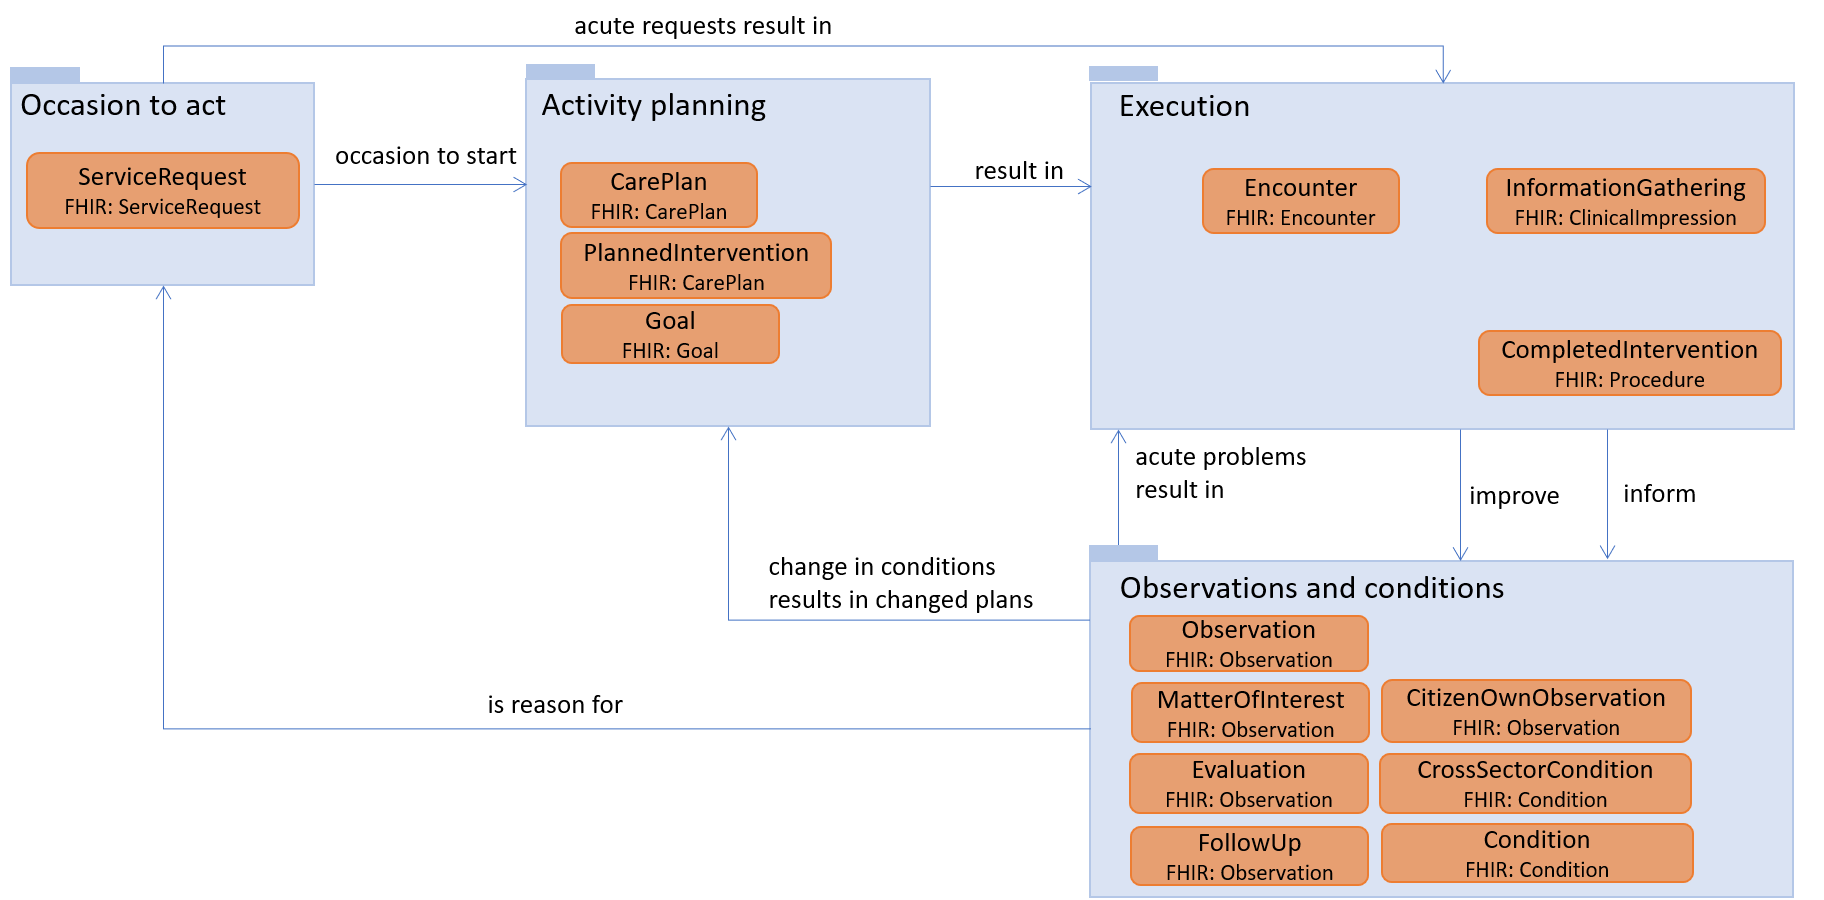 acute requests result in
Occasion to act
ServiceRequest
FHIR: ServiceRequest
occasion to start
Activity planning
CarePlan
FHIR: CarePlan
PlannedIntervention
FHIR: CarePlan
Goal
FHIR: Goal
result in
Execution
Encounter
FHIR: Encounter
InformationGathering
FHIR: ClinicalImpression
CompletedIntervention
FHIR: Procedure
acute problems
result in
improve
inform
change in conditions
results in changed plans
is reason for
Observations and conditions
Observation
FHIR: Observation
MatterOfInterest
FHIR: Observation
CitizenOwnObservation
FHIR: Observation
Evaluation
FHIR: Observation
CrossSectorCondition
FHIR: Condition
FollowUp
FHIR: Observation
Condition
FHIR: Condition